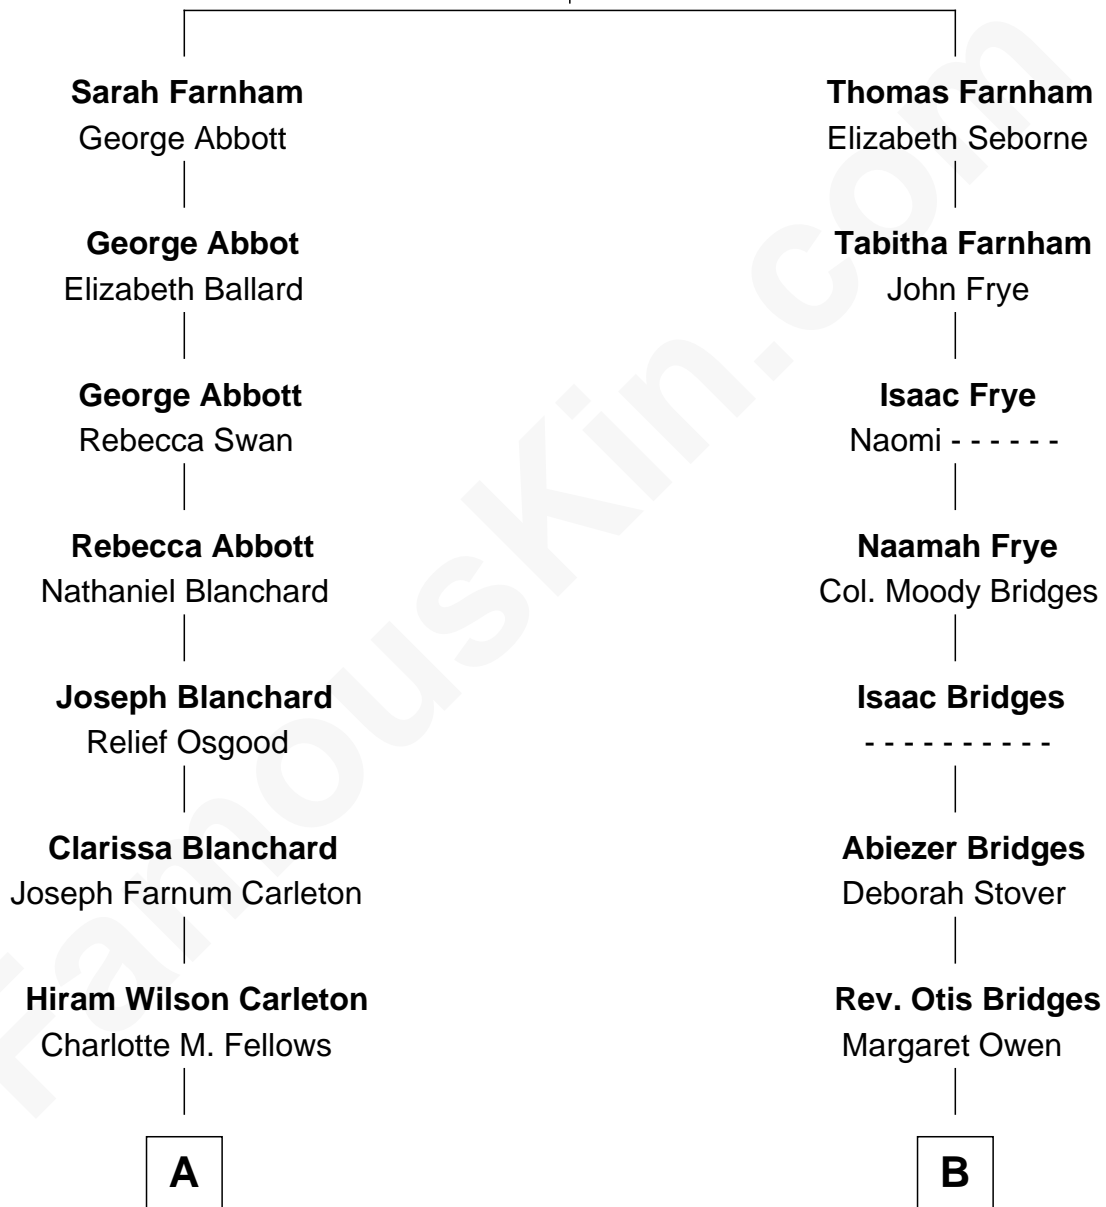 Sarah Farnham
George Abbott
Thomas Farnham
Elizabeth Seborne
George Abbot
Elizabeth Ballard
Tabitha Farnham
John Frye
George Abbott
Rebecca Swan
Isaac Frye
Naomi - - - - - -
Rebecca Abbott
Nathaniel Blanchard
Naamah Frye
Col. Moody Bridges
Joseph Blanchard
Relief Osgood
Isaac Bridges
- - - - - - - - - -
Clarissa Blanchard
Joseph Farnum Carleton
Abiezer Bridges
Deborah Stover
Hiram Wilson Carleton
Charlotte M. Fellows
Rev. Otis Bridges
Margaret Owen
A
B
FamousKin.com